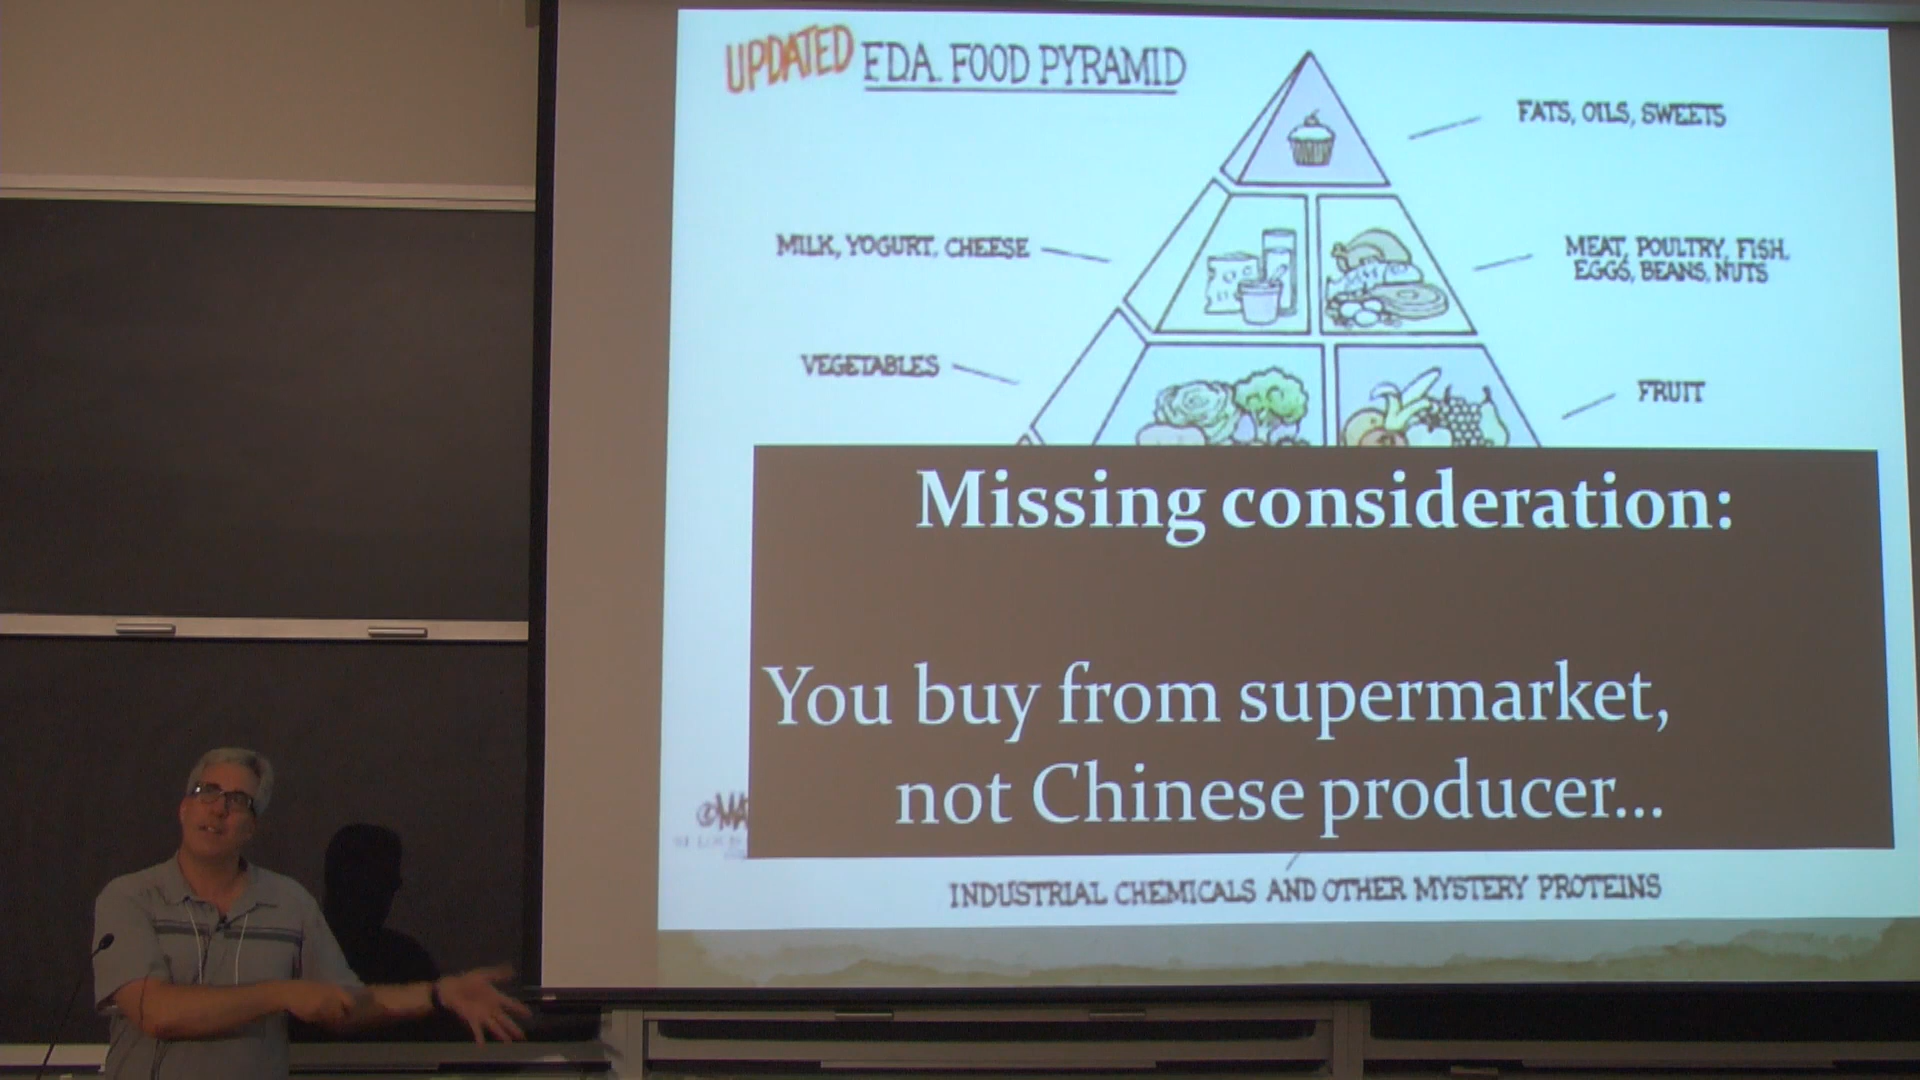 UPDATED F.D.A. FOOD PYRAMID
FATS, OILS, SWEETS
MILK, YOGURT, CHEESE
MEAT, POULTRY, FISH,
EGGS, BEANS, NUTS
VEGETABLES
FRUIT
Missing consideration:
You buy from supermarket,
not Chinese producer...
©MA
INDUSTRIAL CHEMICALS AND OTHER MYSTERY PROTEINS